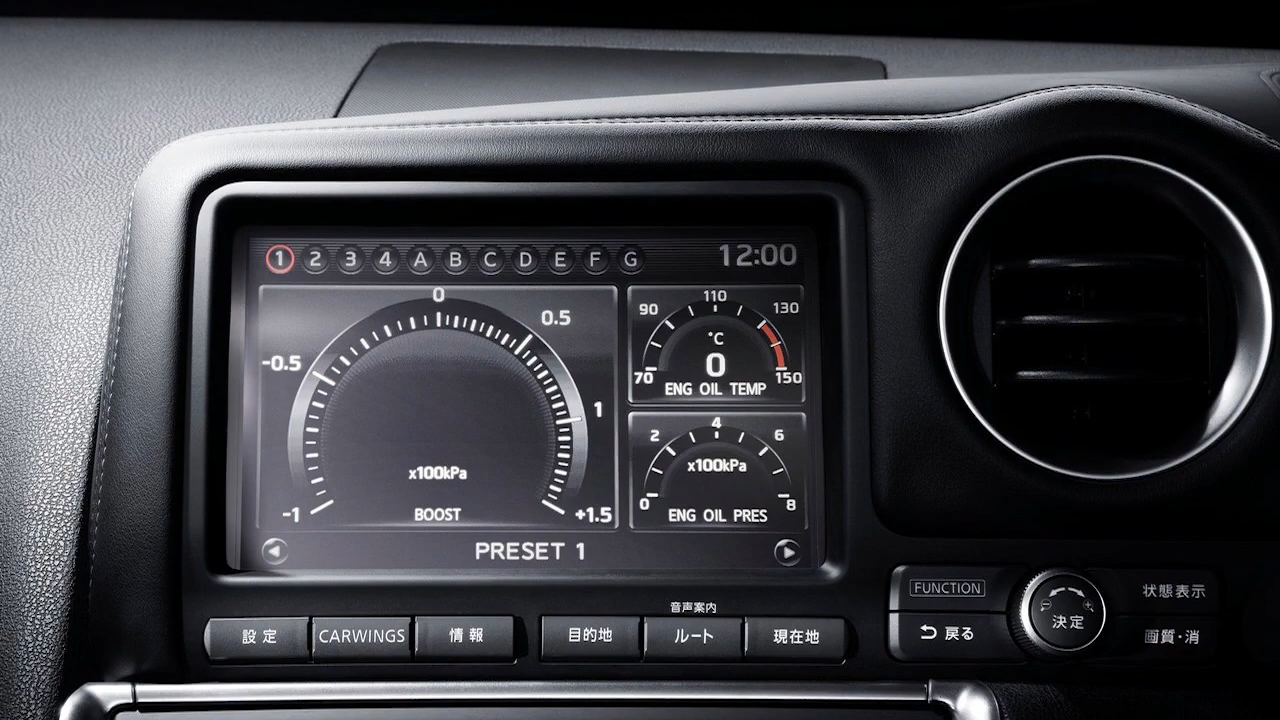 1 2 3 4 A B C D E F G 12:00
0
0.5
-0.5
1
x100kPa
-1 BOOST +1.5
110
90 130
°C
0
70 150
ENG OIL TEMP
4
2 6
x100kPa
0 8
ENG OIL PRES
PRESET 1
音声案内
設定 CARWINGS 情報 目的地 ルート 現在地
FUNCTION 状態表示
決定
戻る 画質・消